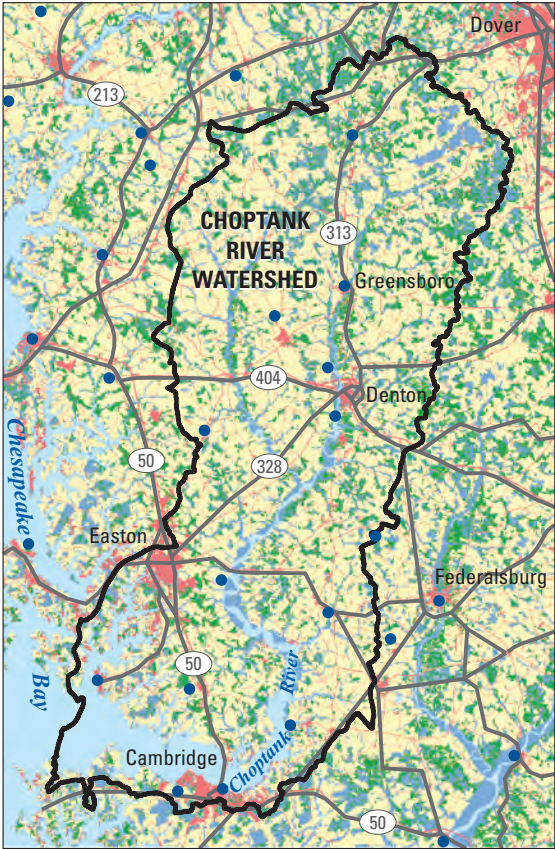 Dover
213
CHOPTANK
RIVER
WATERSHED
313
Greensboro
404
Denton
Chesapeake
50
328
Easton
Federalsburg
Bay
50
River
Cambridge
Choptank
50